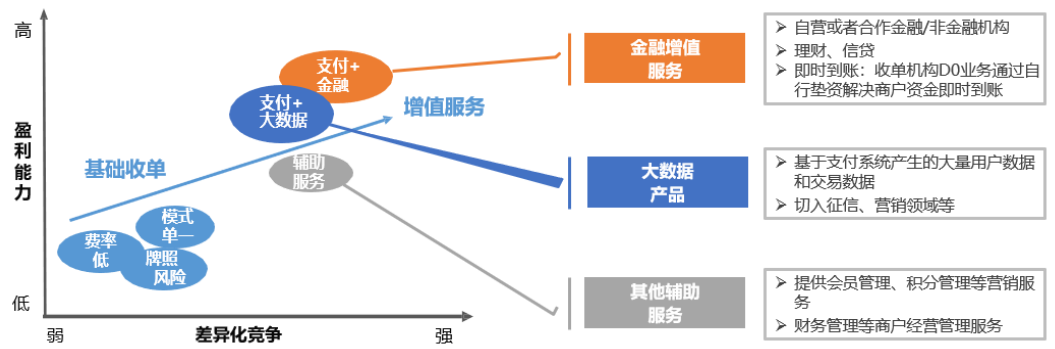 高
盈利能力
低
弱
差异化竞争
强
基础收单
增值服务
支付+
金融
支付+
大数据
辅助
服务
模式
单一
费率
低
牌照
风险
金融增值
服务
自营或者合作金融/非金融机构
理财、信贷
即时到账：收单机构D0业务通过自
行垫资解决商户资金即时到账
大数据
产品
基于支付系统产生的大量用户数据
和交易数据
切入征信、营销领域等
其他辅助
服务
提供会员管理、积分管理等营销服
务
财务管理等商户经营管理服务